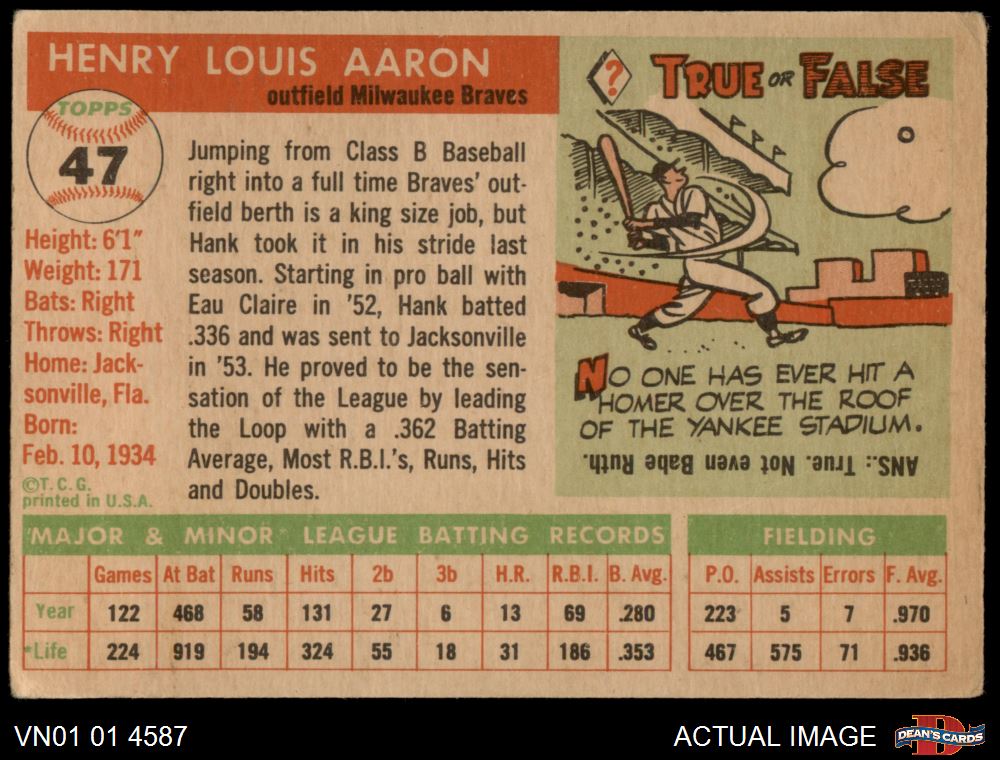 HENRY LOUIS AARON
outfield Milwaukee Braves
TOPPS
47
Height: 6'1"
Weight: 171
Bats: Right
Throws: Right
Home: Jack-
sonville, Fla.
Born:
Feb. 10, 1934
©T. C. G.
printed in U.S.A.
Jumping from Class B Baseball
right into a full time Braves' out-
field berth is a king size job, but
Hank took it in his stride last
season. Starting in pro ball with
Eau Claire in '52, Hank batted
.336 and was sent to Jacksonville
in '53. He proved to be the sen-
sation of the League by leading
the Loop with a .362 Batting
Average, Most R.B.I.'s, Runs, Hits
and Doubles.
?
TRUE OR FALSE
NO ONE HAS EVER HIT A
HOMER OVER THE ROOF
OF THE YANKEE STADIUM.
ANS.: True. Not even Babe Ruth.
MAJOR & MINOR LEAGUE BATTING RECORDS
Games At Bat Runs Hits 2b 3b H.R. R.B.I. B. Avg.
Year 122 468 58 131 27 6 13 69 .280
*Life 224 919 194 324 55 18 31 186 .353
FIELDING
P.O. Assists Errors F. Avg.
223 5 7 .970
467 575 71 .936
VN01 01 4587
ACTUAL IMAGE
DEAN'S CARDS